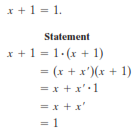 x + 1 = 1.
Statement
x + 1 = 1·(x + 1)
= (x + x′)(x + 1)
= x + x′·1
= x + x′
= 1